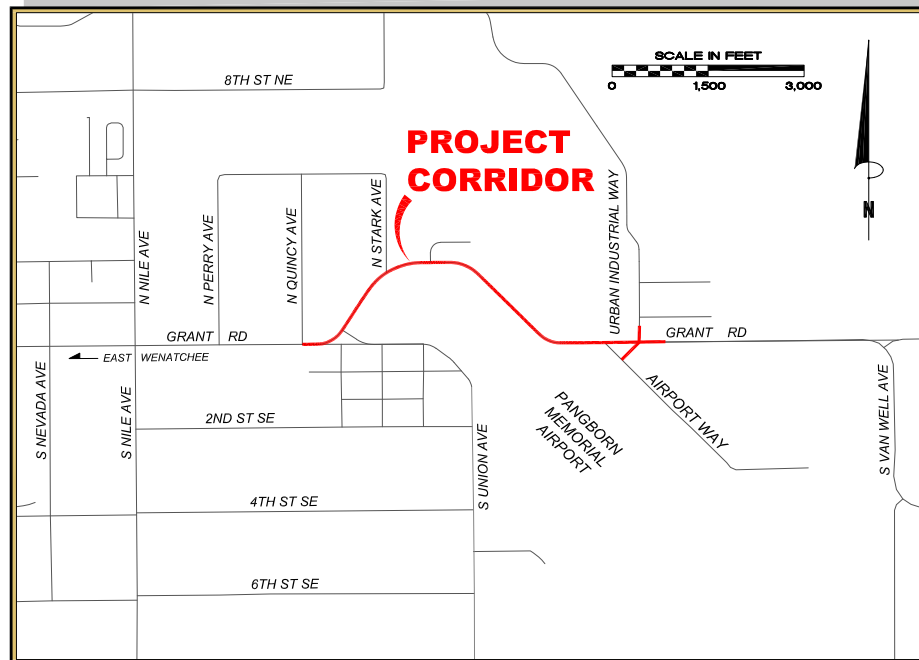 SCALE IN FEET
0 1,500 3,000
8TH ST NE
PROJECT
CORRIDOR
N
N NILE AVE
N PERRY AVE
N QUINCY AVE
N STARK AVE
URBAN INDUSTRIAL WAY
GRANT RD
GRANT RD
EAST WENATCHEE
S NEVADA AVE
S NILE AVE
2ND ST SE
PANGBORN
MEMORIAL
AIRPORT
AIRPORT WAY
S VAN WELL AVE
S UNION AVE
4TH ST SE
6TH ST SE